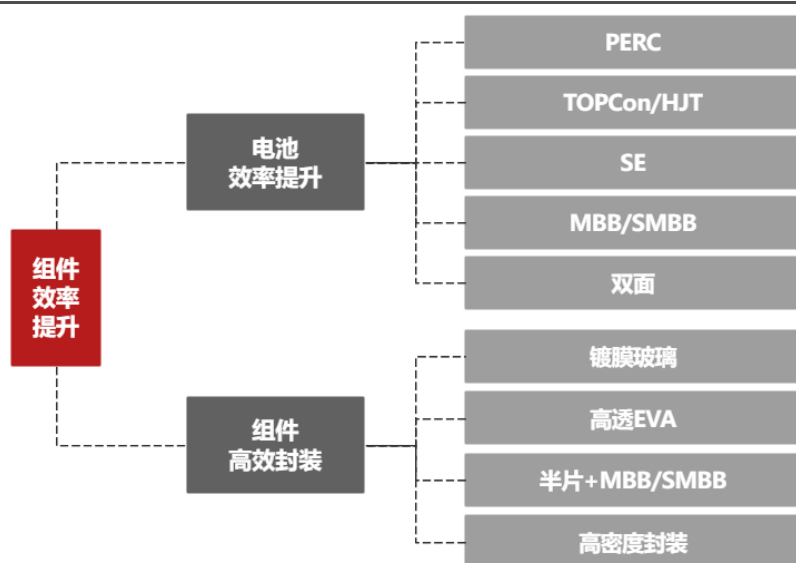 组件
效率
提升
电池
效率提升
PERC
TOPCon/HJT
SE
MBB/SMBB
双面
组件
高效封装
镀膜玻璃
高透EVA
半片+MBB/SMBB
高密度封装